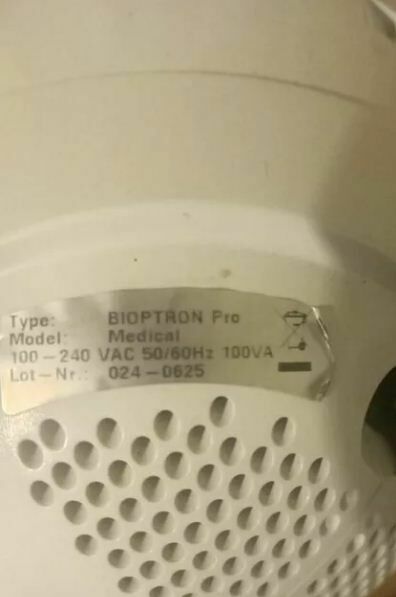 Type: BIOPTRON Pro
Model: Medical
100-240 VAC 50/60Hz 100VA
Lot-Nr.: 024-0625